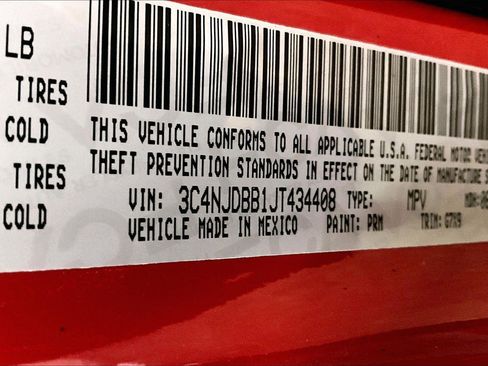 LB
TIRES
COLD
TIRES
COLD
THIS VEHICLE CONFORMS TO ALL APPLICABLE U.S.A. FEDERAL MOTOR
THEFT PREVENTION STANDARDS IN EFFECT ON THE DATE OF MANUFACTURE
VIN: 3C4NJDBB1JT434408 TYPE: MPV
VEHICLE MADE IN MEXICO PAINT: PRM TRIM: